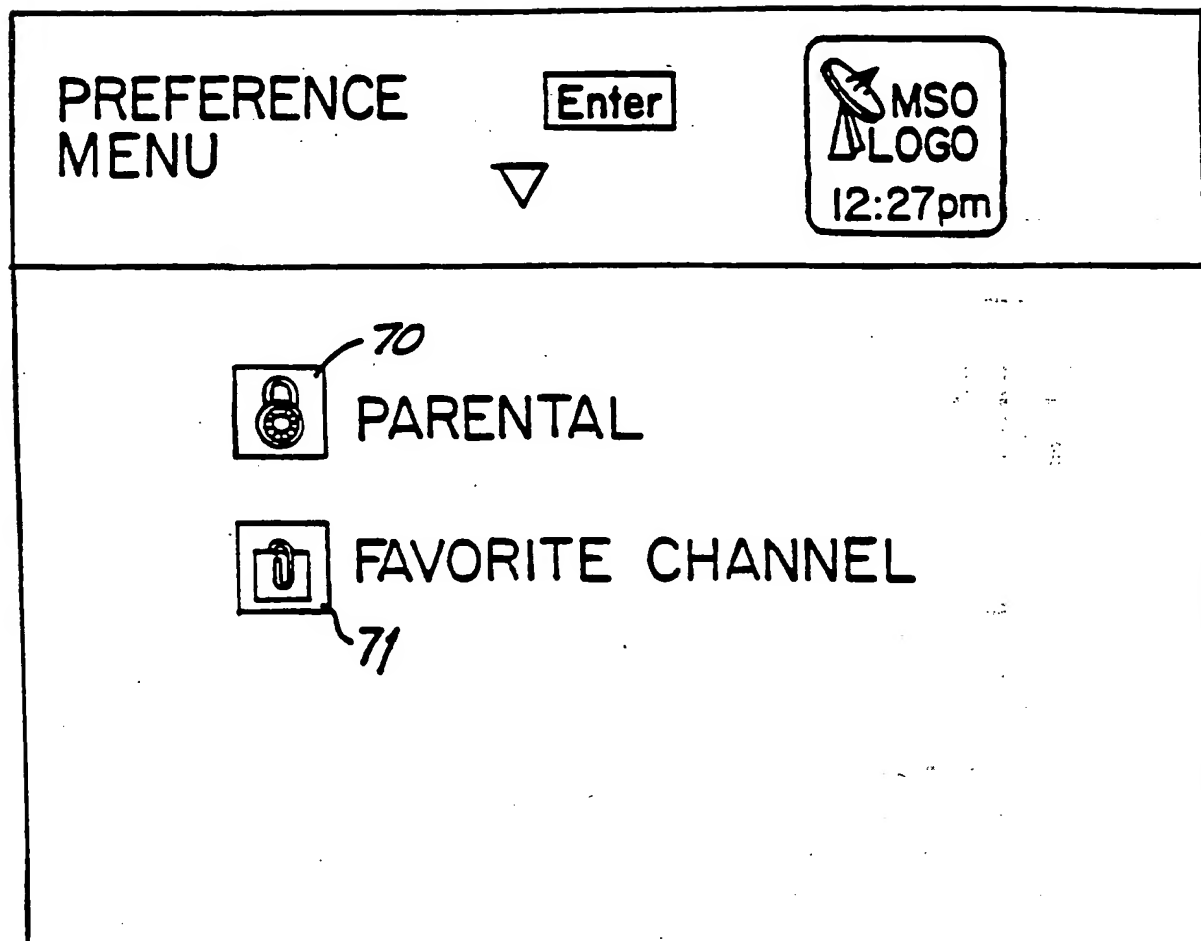 PREFERENCE
MENU
Enter
MSO
LOGO
12:27pm
70
PARENTAL
FAVORITE CHANNEL
71